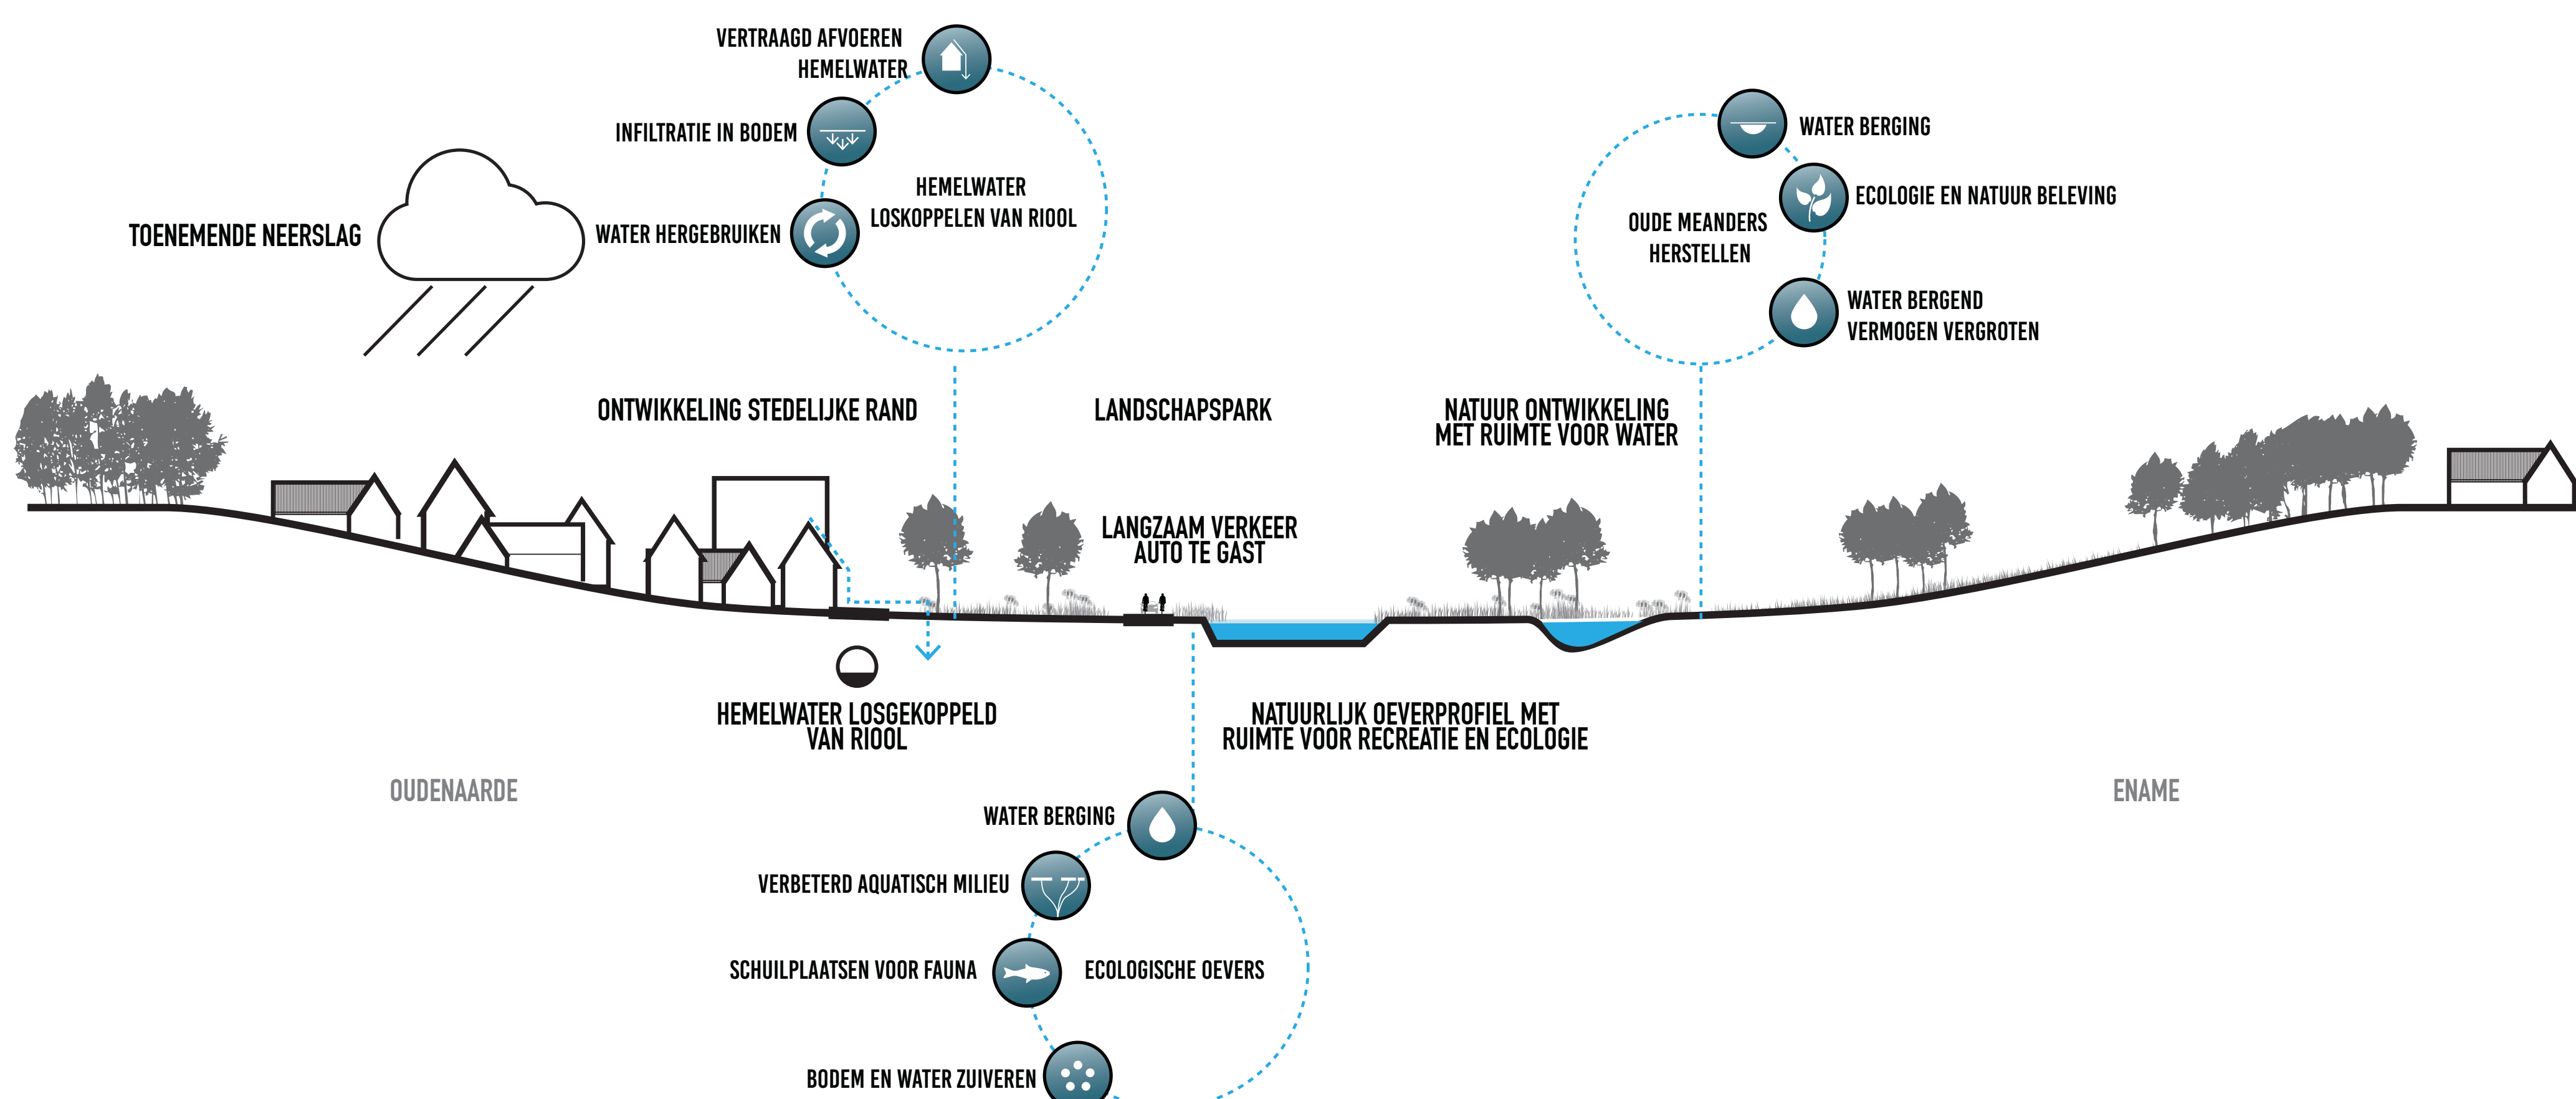 VERTRAAGD AFVOEREN
HEMELWATER
INFILTRATIE IN BODEM
WATER HERGEBRUIKEN
HEMELWATER
LOSKOPPELEN VAN RIOOL
TOENEMENDE NEERSLAG
WATER BERGING
ECOLOGIE EN NATUUR BELEVING
OUDE MEANDERS
HERSTELLEN
WATER BERGEND
VERMOGEN VERGROTEN
ONTWIKKELING STEDELIJKE RAND
LANDSCHAPSPARK
NATUUR ONTWIKKELING
MET RUIMTE VOOR WATER
LANGZAAM VERKEER
AUTO TE GAST
HEMELWATER LOSGEKOPPELD
VAN RIOOL
NATUURLIJK OEVERPROFIEL MET
RUIMTE VOOR RECREATIE EN ECOLOGIE
OUDENAARDE
ENAME
WATER BERGING
VERBETERD AQUATISCH MILIEU
SCHUILPLAATSEN VOOR FAUNA
ECOLOGISCHE OEVERS
BODEM EN WATER ZUIVEREN